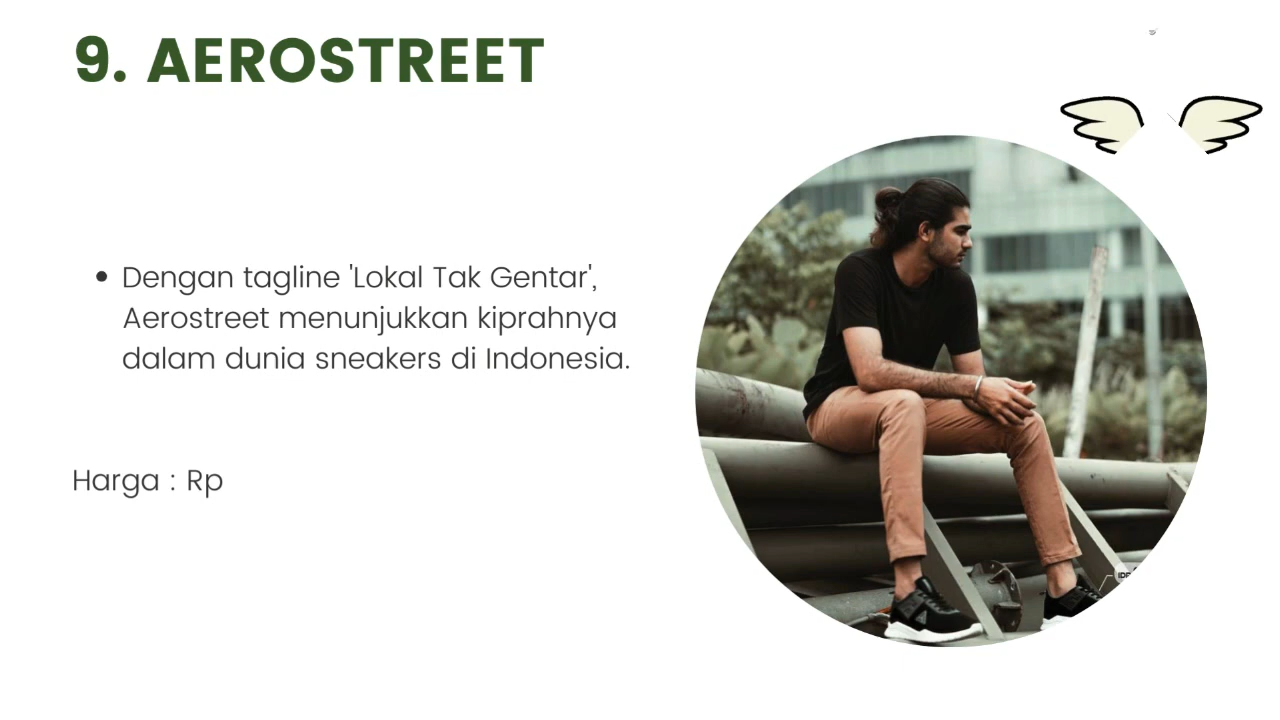 9. AEROSTREET
• Dengan tagline 'Lokal Tak Gentar',
Aerostreet menunjukkan kiprahnya
dalam dunia sneakers di Indonesia.
Harga : Rp